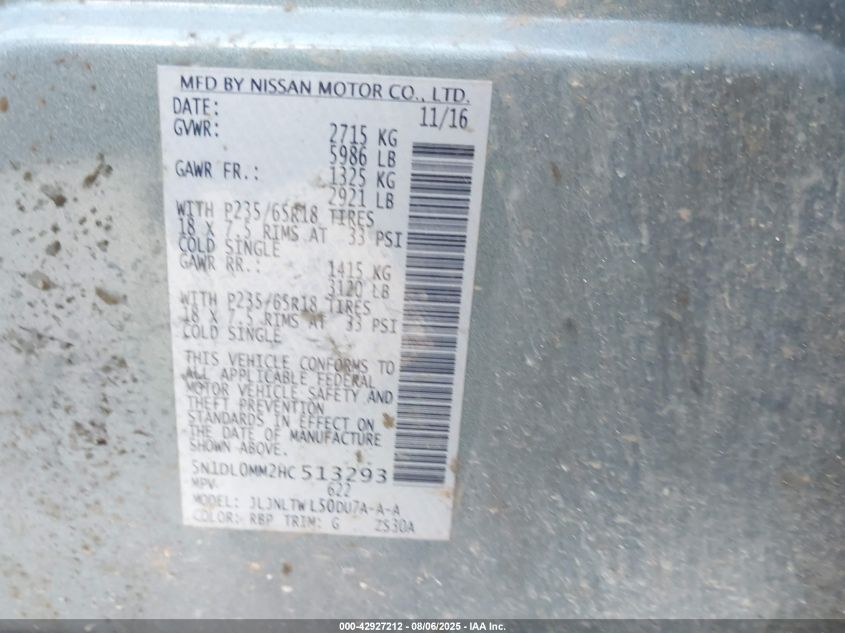 MFD BY NISSAN MOTOR CO., LTD.
DATE: 11/16
GVWR: 2715 KG
5986 LB
GAWR FR.: 1325 KG
2921 LB
WITH P235/65R18 TIRES
18 X 7.5 RIMS AT 33 PSI
COLD SINGLE
GAWR RR.: 1415 KG
3120 LB
WITH P235/65R18 TIRES
18 X 7.5 RIMS AT 33 PSI
COLD SINGLE
THIS VEHICLE CONFORMS TO
ALL APPLICABLE FEDERAL
MOTOR VEHICLE SAFETY AND
THEFT PREVENTION
STANDARDS IN EFFECT ON
THE DATE OF MANUFACTURE
SHOWN ABOVE.
5N1DL0MM2HC513293
MPV 622
MODEL: JLJNLTWL50DU7A-A-A
COLOR: RBP TRIM: G ZS30A
000-42927212 - 08/06/2025 - IAA Inc.